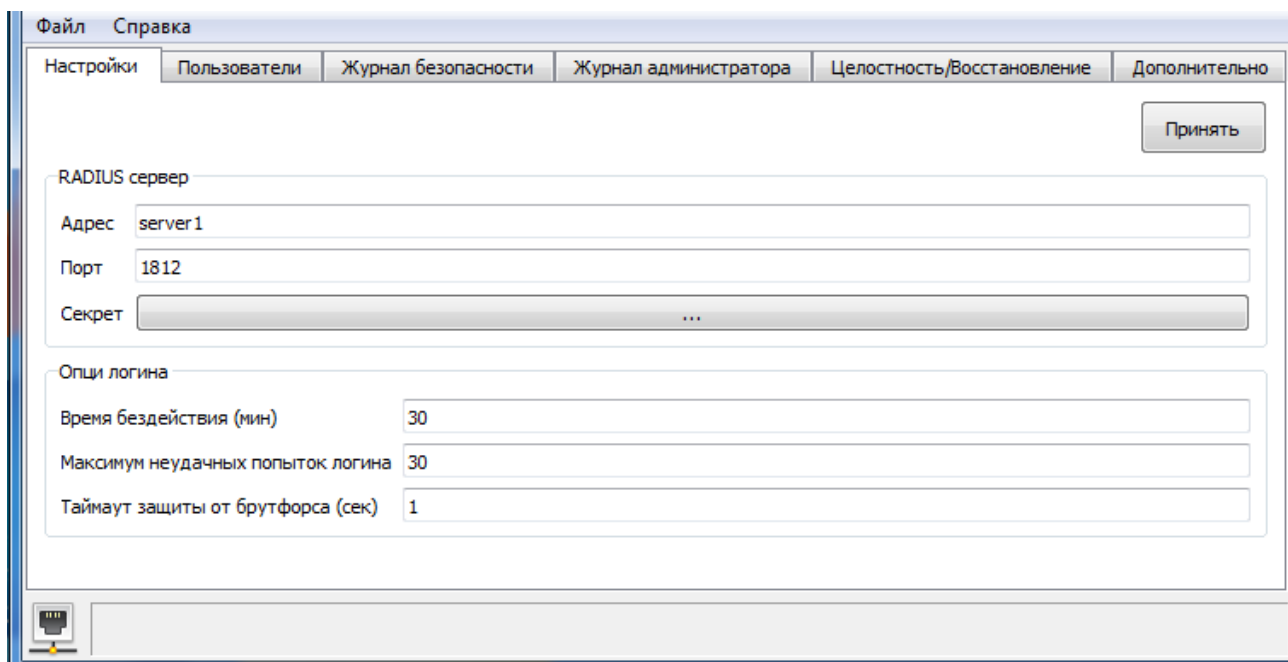 Файл Справка
Настройки Пользователи Журнал безопасности Журнал администратора Целостность/Восстановление Дополнительно
Принять
RADIUS сервер
Адрес server1
Порт 1812
Секрет ...
Опци логина
Время бездействия (мин) 30
Максимум неудачных попыток логина 30
Таймаут защиты от брутфорса (сек) 1